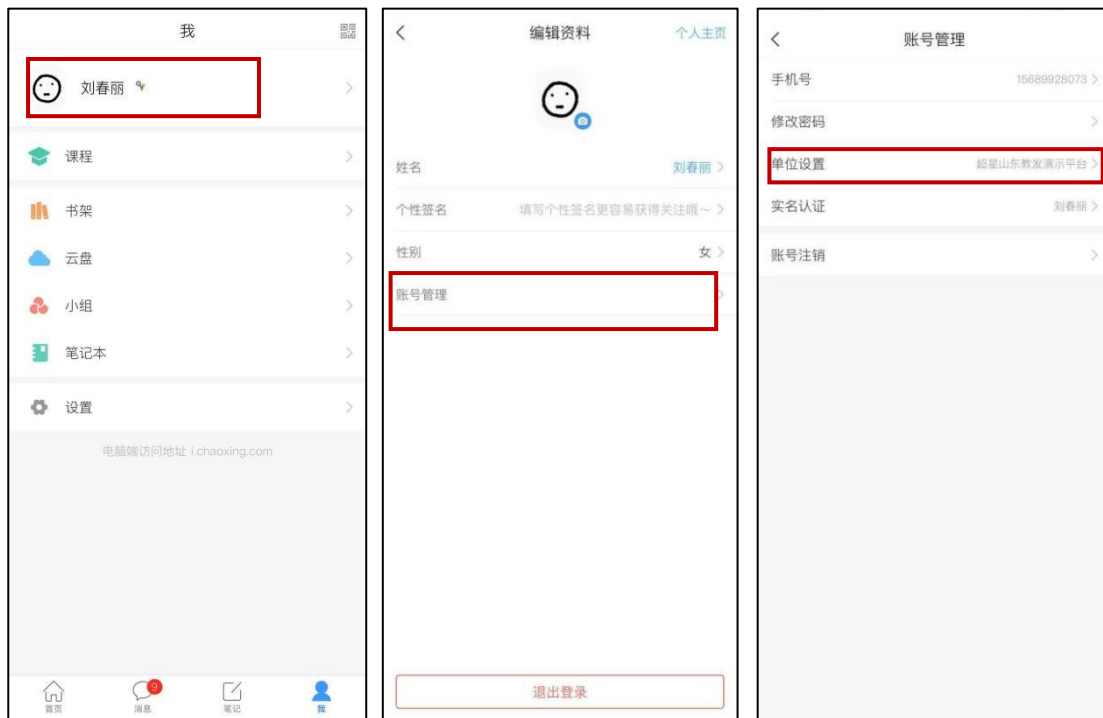 我
刘春丽
课程
书架
云盘
小组
笔记本
设置
电脑端访问地址 i.chaoxing.com
首页
9
消息
笔记
我
编辑资料
个人主页
姓名
刘春丽
个性签名
填写个性签名更容易获得关注哦~
性别
女
账号管理
退出登录
账号管理
手机号
15689928073
修改密码
单位设置
超星山东教发演示平台
实名认证
刘春丽
账号注销